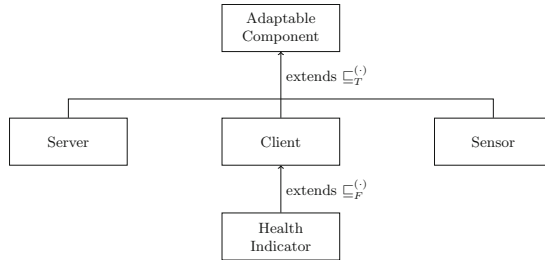 Adaptable
Component
extends ⊑_T^(·)
Server
Client
Sensor
extends ⊑_F^(·)
Health
Indicator